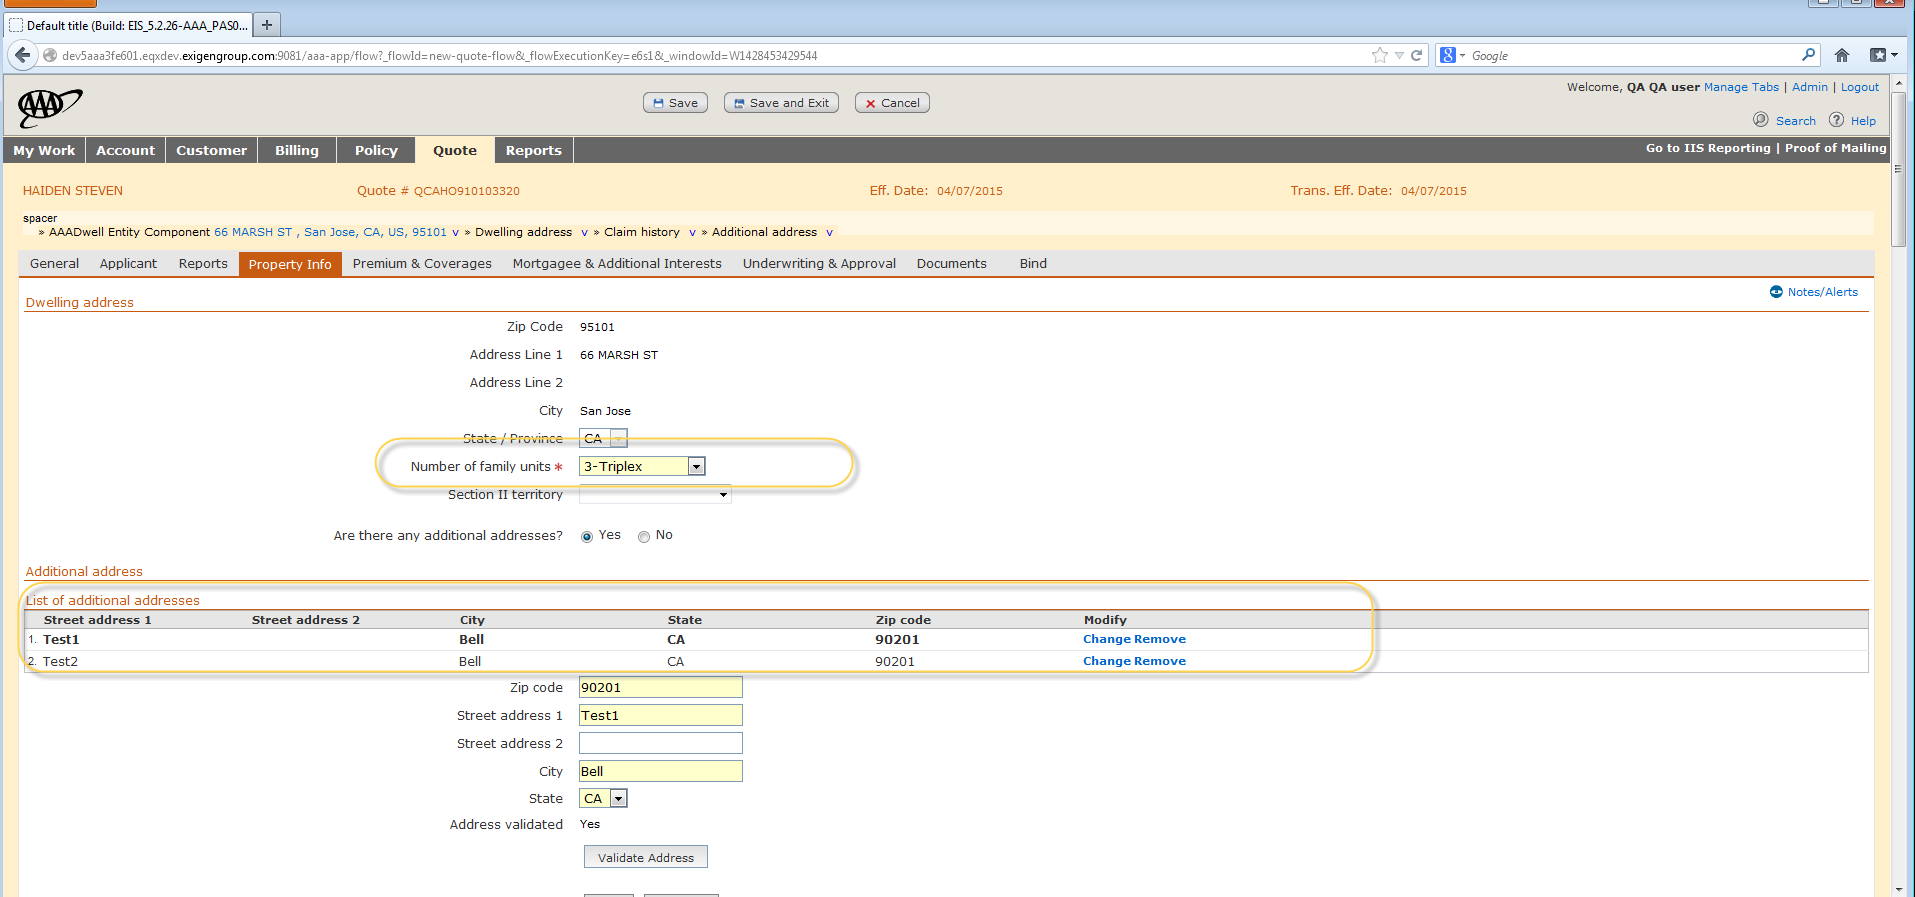 Default title (Build: EIS_5.2.26-AAA_PAS0...
+
dev5aaa3fe601.eqxdev.exigengroup.com:9081/aaa-app/flow?_flowId=new-quote-flow&_flowExecutionKey=e6s1&_windowId=W1428453429544
8 Google
AAA
Save Save and Exit Cancel
Welcome, QA QA user Manage Tabs | Admin | Logout
Search ? Help
My Work Account Customer Billing Policy Quote Reports Go to IIS Reporting | Proof of Mailing
HAIDEN STEVEN Quote # QCAHO910103320 Eff. Date: 04/07/2015 Trans. Eff. Date: 04/07/2015
spacer
» AAADwell Entity Component 66 MARSH ST , San Jose, CA, US, 95101 v » Dwelling address v » Claim history v » Additional address v
General Applicant Reports Property Info Premium & Coverages Mortgagee & Additional Interests Underwriting & Approval Documents Bind
Notes/Alerts
Dwelling address
Zip Code 95101
Address Line 1 66 MARSH ST
Address Line 2
City San Jose
State / Province CA
Number of family units * 3-Triplex
Section II territory
Are there any additional addresses? Yes No
Additional address
List of additional addresses
Street address 1 Street address 2 City State Zip code Modify
1. Test1 Bell CA 90201 Change Remove
2. Test2 Bell CA 90201 Change Remove
Zip code 90201
Street address 1 Test1
Street address 2
City Bell
State CA
Address validated Yes
Validate Address